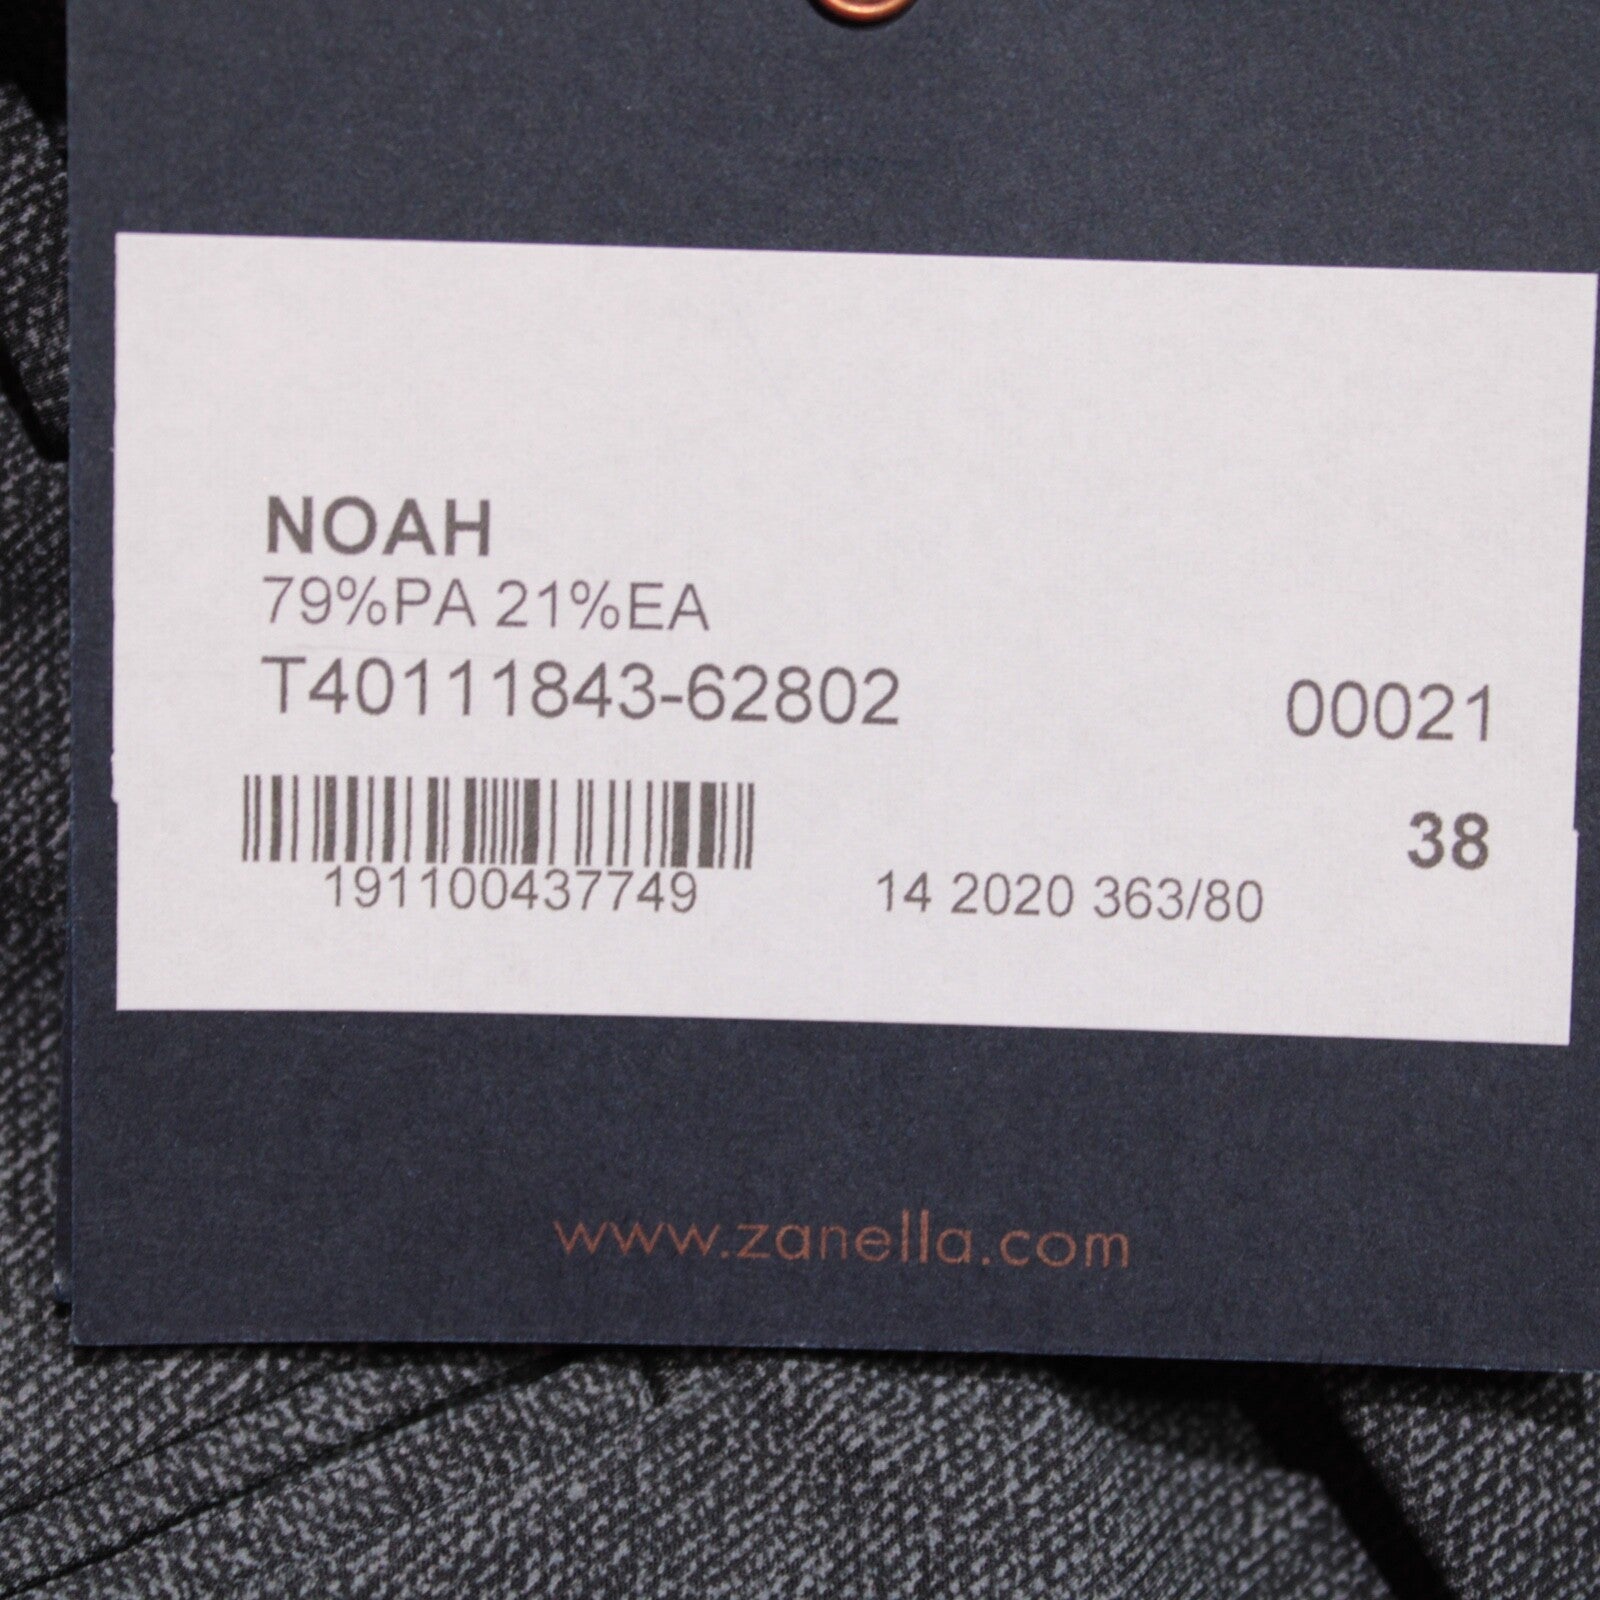 NOAH
79%PA 21%EA
T40111843-62802 00021
38
191100437749 14 2020 363/80
www.zanella.com